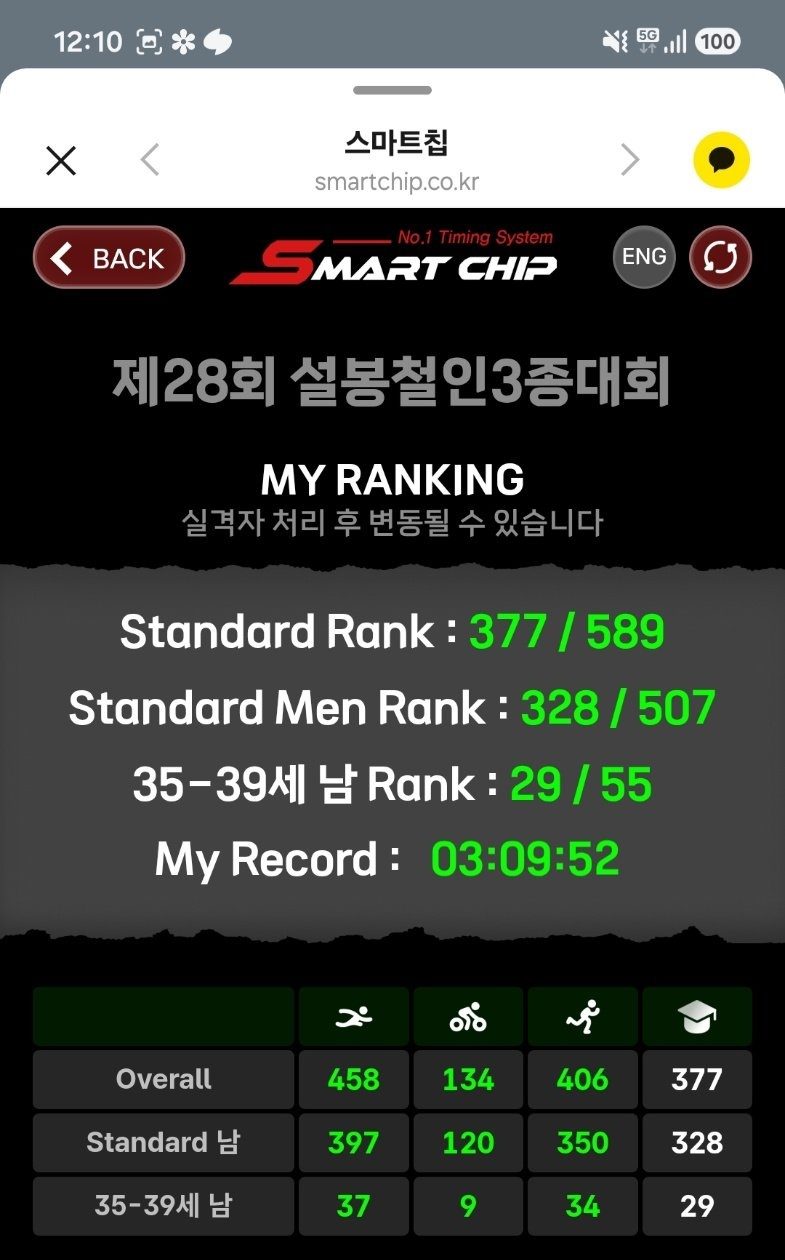 12:10 5G 100
스마트칩
smartchip.co.kr
BACK
No.1 Timing System
SMART CHIP
ENG
제28회 설봉철인3종대회
MY RANKING
실격자 처리 후 변동될 수 있습니다
Standard Rank : 377 / 589
Standard Men Rank : 328 / 507
35-39세 남 Rank : 29 / 55
My Record : 03:09:52
Overall 458 134 406 377
Standard 남 397 120 350 328
35-39세 남 37 9 34 29